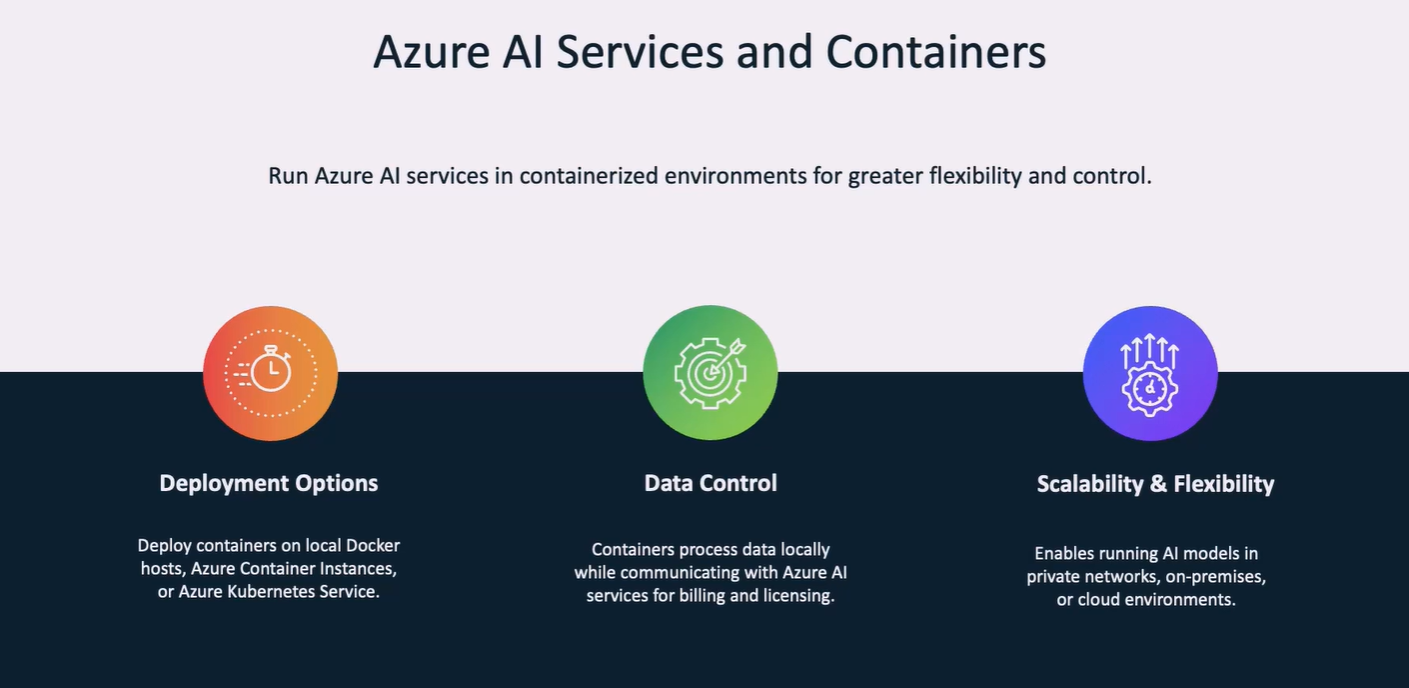 Azure AI Services and Containers
Run Azure AI services in containerized environments for greater flexibility and control.
Deployment Options
Deploy containers on local Docker
hosts, Azure Container Instances,
or Azure Kubernetes Service.
Data Control
Containers process data locally
while communicating with Azure AI
services for billing and licensing.
Scalability & Flexibility
Enables running AI models in
private networks, on-premises,
or cloud environments.